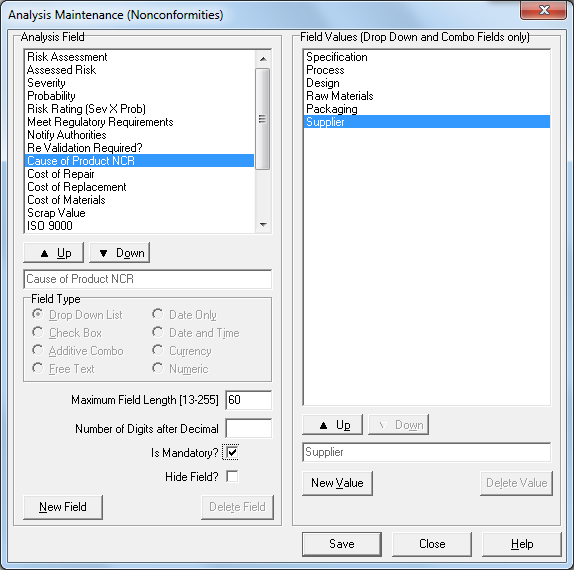 Analysis Maintenance (Nonconformities)
Analysis Field
Risk Assessment
Assessed Risk
Severity
Probability
Risk Rating (Sev X Prob)
Meet Regulatory Requirements
Notify Authorities
Re Validation Required?
Cause of Product NCR
Cost of Repair
Cost of Replacement
Cost of Materials
Scrap Value
ISO 9000
Up
Down
Cause of Product NCR
Field Type
Drop Down List
Date Only
Check Box
Date and Time
Additive Combo
Currency
Free Text
Numeric
Maximum Field Length [13-255]
60
Number of Digits after Decimal
Is Mandatory?
Hide Field?
New Field
Delete Field
Field Values (Drop Down and Combo Fields only)
Specification
Process
Design
Raw Materials
Packaging
Supplier
Up
Down
Supplier
New Value
Delete Value
Save
Close
Help